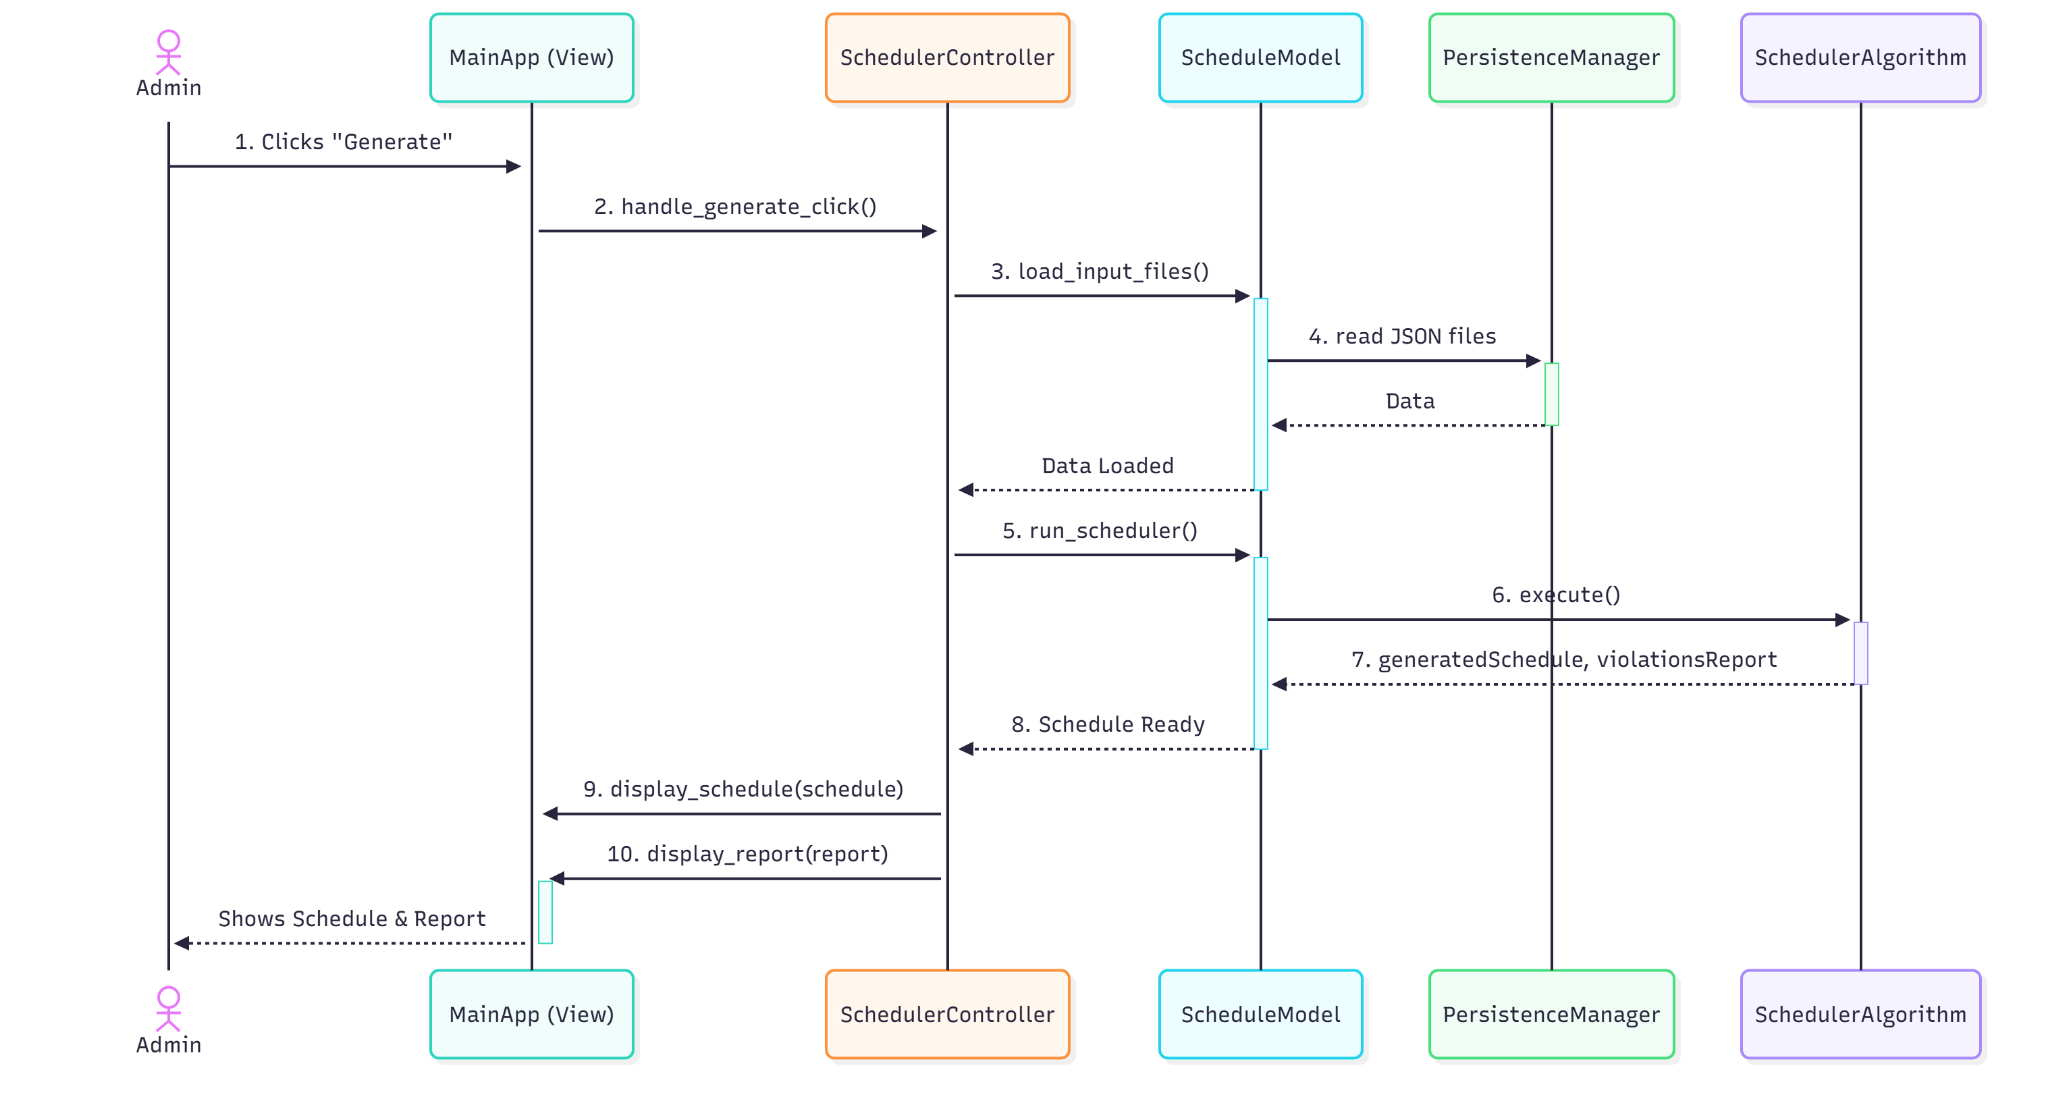 Admin
MainApp (View)
SchedulerController
ScheduleModel
PersistenceManager
SchedulerAlgorithm
1. Clicks "Generate"
2. handle_generate_click()
3. load_input_files()
4. read JSON files
Data
Data Loaded
5. run_scheduler()
6. execute()
7. generatedSchedule, violationsReport
8. Schedule Ready
9. display_schedule(schedule)
10. display_report(report)
Shows Schedule & Report
Admin
MainApp (View)
SchedulerController
ScheduleModel
PersistenceManager
SchedulerAlgorithm